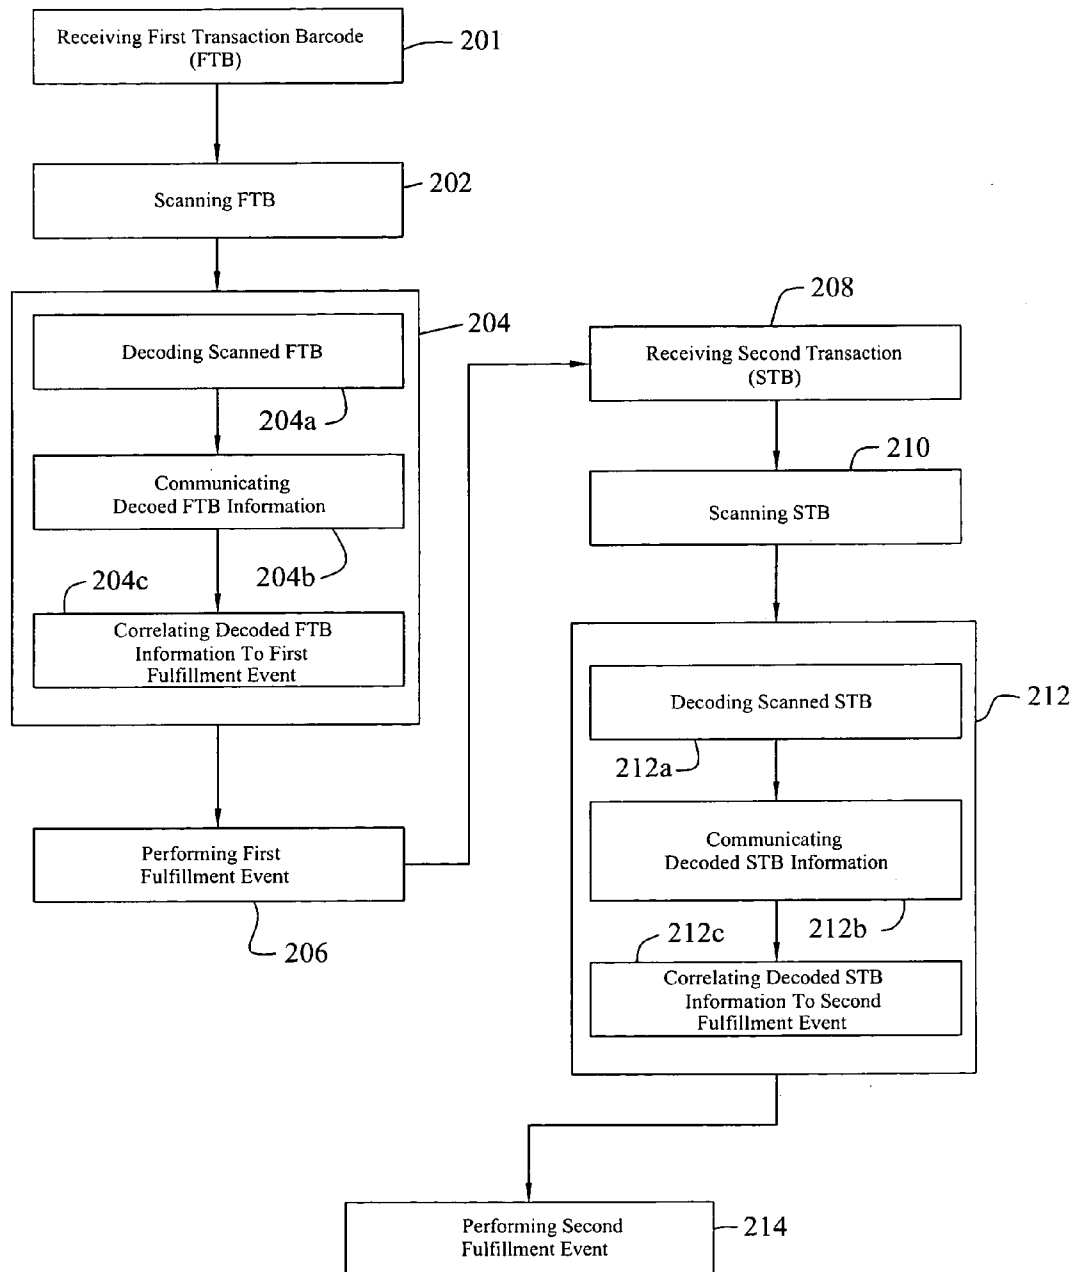 Receiving First Transaction Barcode
(FTB)
201
Scanning FTB
202
204
Decoding Scanned FTB
204a
Communicating
Decoed FTB Information
204b
204c
Correlating Decoded FTB
Information To First
Fulfillment Event
Performing First
Fulfillment Event
206
208
Receiving Second Transaction
(STB)
210
Scanning STB
212
Decoding Scanned STB
212a
Communicating
Decoded STB Information
212b
212c
Correlating Decoded STB
Information To Second
Fulfillment Event
Performing Second
Fulfillment Event
214